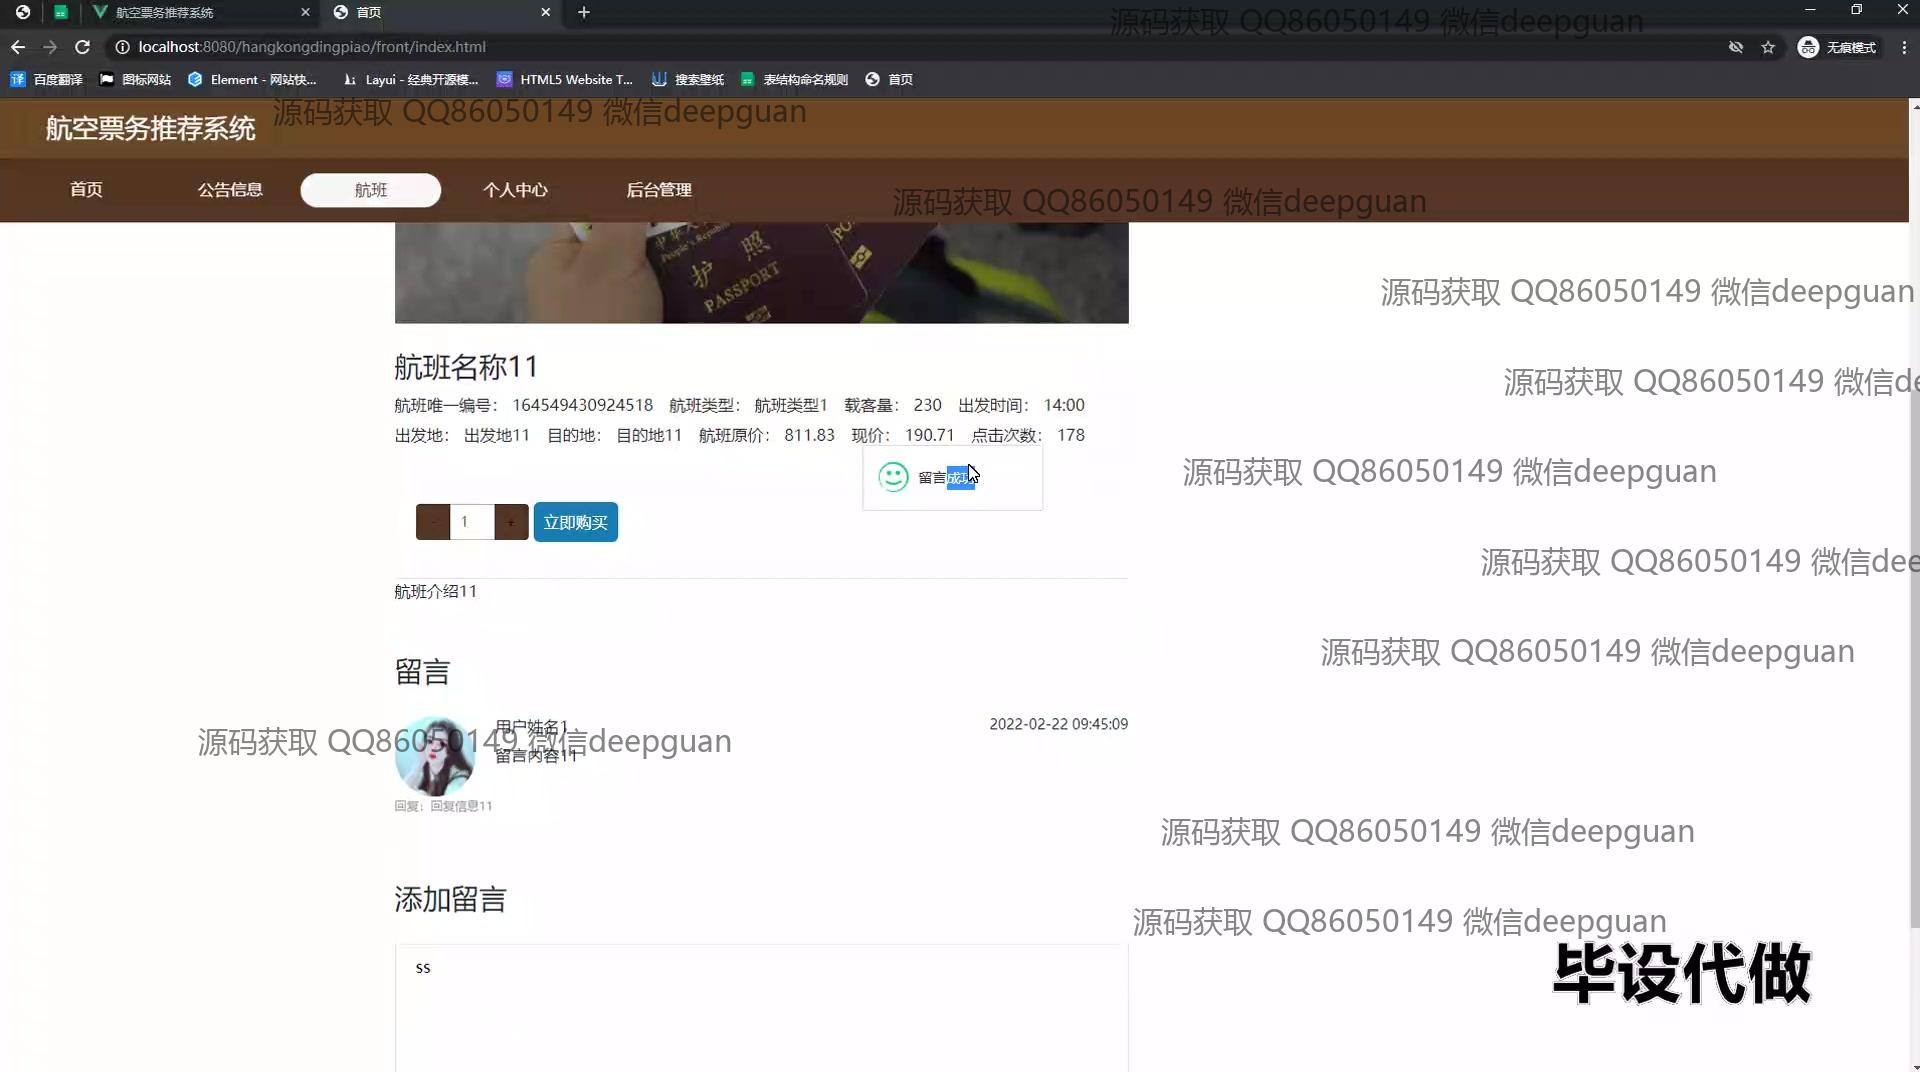 航空票务推荐系统
首页
localhost:8080/hangkongdingpiao/front/index.html
无痕模式
百度翻译
图标网站
Element - 网站快...
Layui - 经典开源模...
HTML5 Website T...
搜索壁纸
表结构命名规则
首页
源码获取 QQ86050149 微信deepguan
航空票务推荐系统
源码获取 QQ86050149 微信deepguan
首页
公告信息
航班
个人中心
后台管理
源码获取 QQ86050149 微信deepguan
People's Republic
护 照
PASSPORT
源码获取 QQ86050149 微信deepguan
航班名称11
源码获取 QQ86050149 微信de
航班唯一编号： 164549430924518 航班类型： 航班类型1 载客量： 230 出发时间： 14:00
出发地： 出发地11 目的地： 目的地11 航班原价： 811.83 现价： 190.71 点击次数： 178
留言成功
源码获取 QQ86050149 微信deepguan
- 1 +
立即购买
源码获取 QQ86050149 微信dee
航班介绍11
留言
源码获取 QQ86050149 微信deepguan
用户姓名1
2022-02-22 09:45:09
源码获取 QQ86050149 微信deepguan
留言内容11
回复：回复信息11
源码获取 QQ86050149 微信deepguan
添加留言
源码获取 QQ86050149 微信deepguan
ss
毕设代做